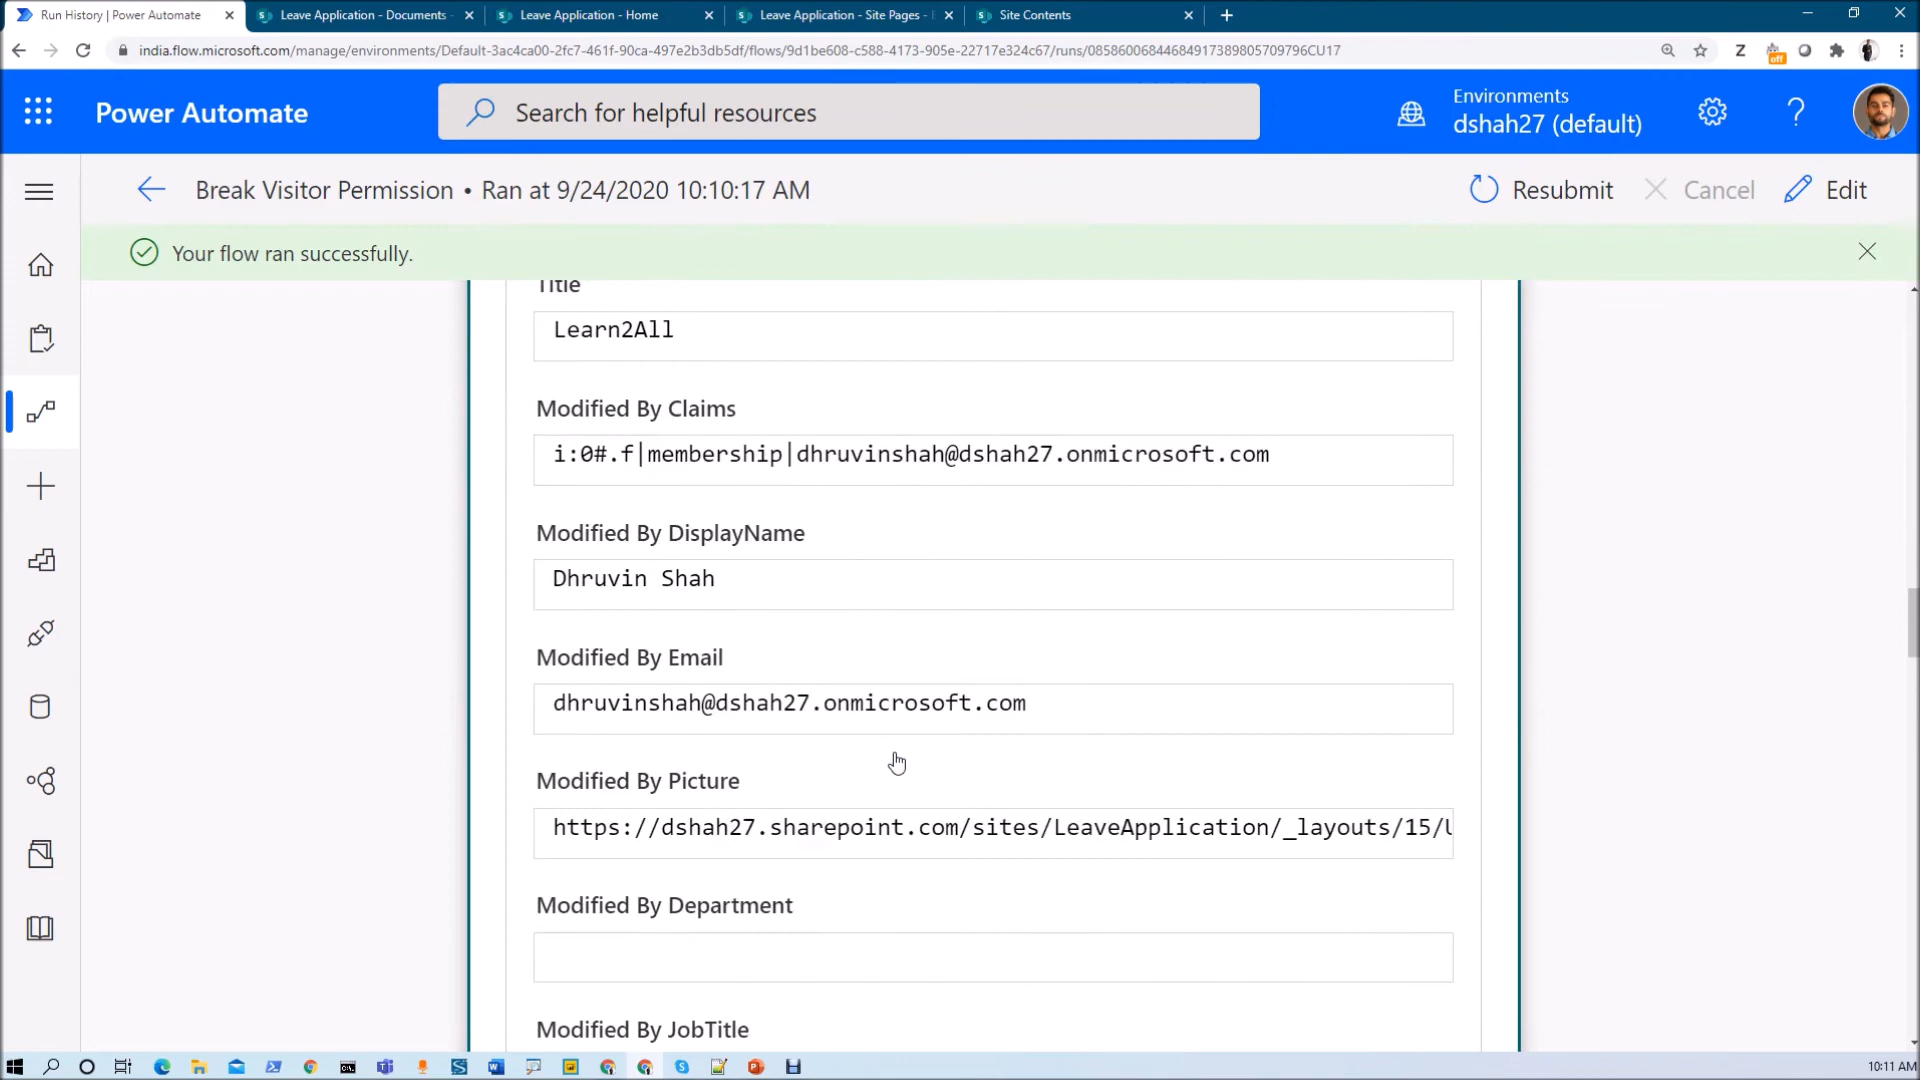 Run History | Power Automate
Leave Application - Documents -
Leave Application - Home
Leave Application - Site Pages -
Site Contents
india.flow.microsoft.com/manage/environments/Default-3ac4ca00-2fc7-461f-90ca-497e2b3db5df/flows/9d1be608-c588-4173-905e-22717e324c67/runs/08586006844684917389805709796CU17
Z
off
Power Automate
Search for helpful resources
Environments
dshah27 (default)
Break Visitor Permission • Ran at 9/24/2020 10:10:17 AM
Resubmit
Cancel
Edit
Your flow ran successfully.
Title
Learn2All
Modified By Claims
i:0#.f|membership|dhruvinshah@dshah27.onmicrosoft.com
Modified By DisplayName
Dhruvin Shah
Modified By Email
dhruvinshah@dshah27.onmicrosoft.com
Modified By Picture
https://dshah27.sharepoint.com/sites/LeaveApplication/_layouts/15/U
Modified By Department
Modified By JobTitle
10:11 AM